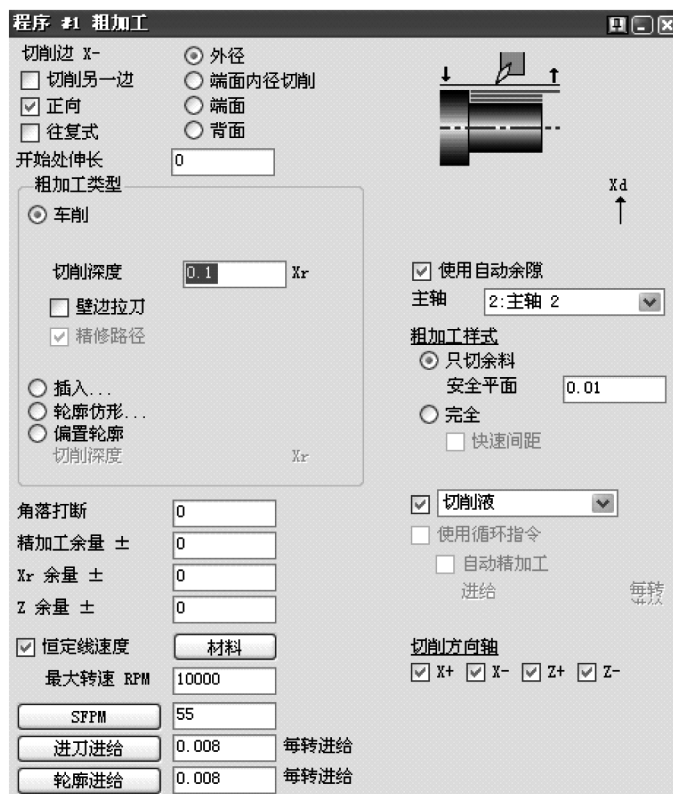 程序 #1 粗加工
切削边 X-
切削另一边
正向
往复式
外径
端面内径切削
端面
背面
开始处伸长
0
粗加工类型
车削
切削深度
0.1
Xr
壁边拉刀
精修路径
插入...
轮廓仿形...
偏置轮廓
切削深度
Xr
角落打断
0
精加工余量 ±
0
Xr 余量 ±
0
Z 余量 ±
0
恒定线速度
材料
最大转速 RPM
10000
SFPM
55
进刀进给
0.008
每转进给
轮廓进给
0.008
每转进给
Xd
使用自动余隙
主轴
2:主轴 2
粗加工样式
只切余料
安全平面
0.01
完全
快速间距
切削液
使用循环指令
自动精加工
进给
每转
切削方向轴
X+ X- Z+ Z-